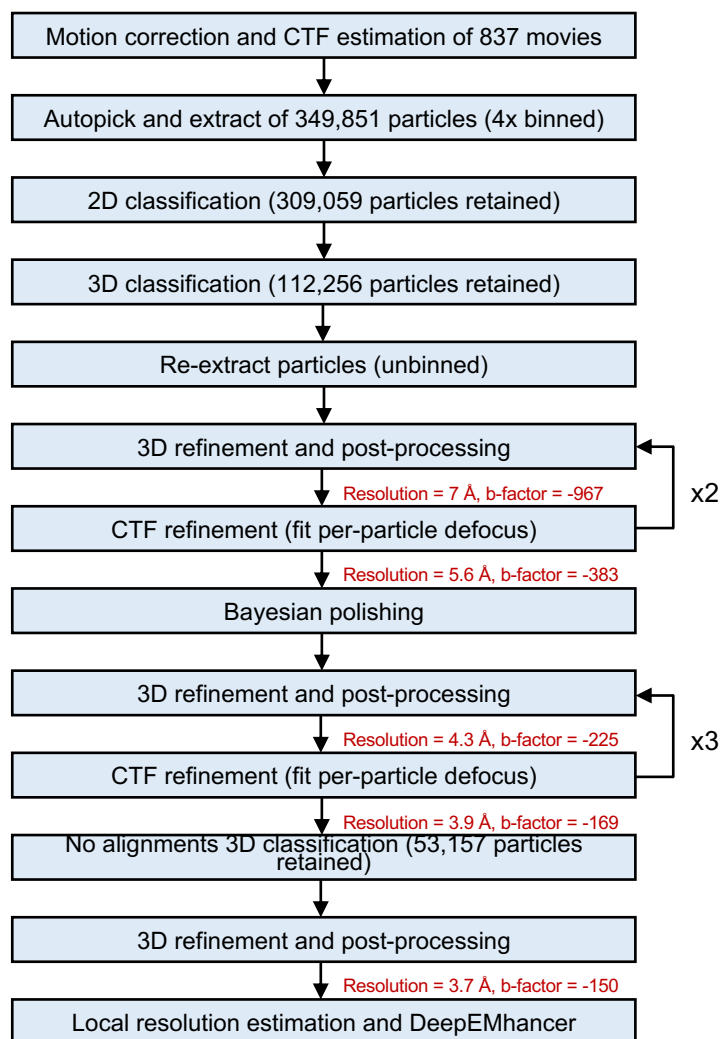 Motion correction and CTF estimation of 837 movies
Autopick and extract of 349,851 particles (4x binned)
2D classification (309,059 particles retained)
3D classification (112,256 particles retained)
Re-extract particles (unbinned)
3D refinement and post-processing
Resolution = 7 Å, b-factor = -967
x2
CTF refinement (fit per-particle defocus)
Resolution = 5.6 Å, b-factor = -383
Bayesian polishing
3D refinement and post-processing
Resolution = 4.3 Å, b-factor = -225
x3
CTF refinement (fit per-particle defocus)
Resolution = 3.9 Å, b-factor = -169
No alignments 3D classification (53,157 particles
retained)
3D refinement and post-processing
Resolution = 3.7 Å, b-factor = -150
Local resolution estimation and DeepEMhancer